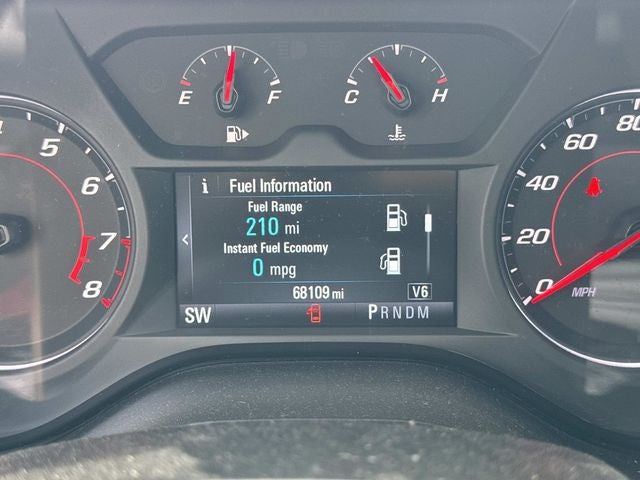 E F
C H
4 5 6 7 8
i Fuel Information
Fuel Range
210 mi
Instant Fuel Economy
0 mpg
68109 mi V6
SW P R N D M
0 20 40 60 80
MPH